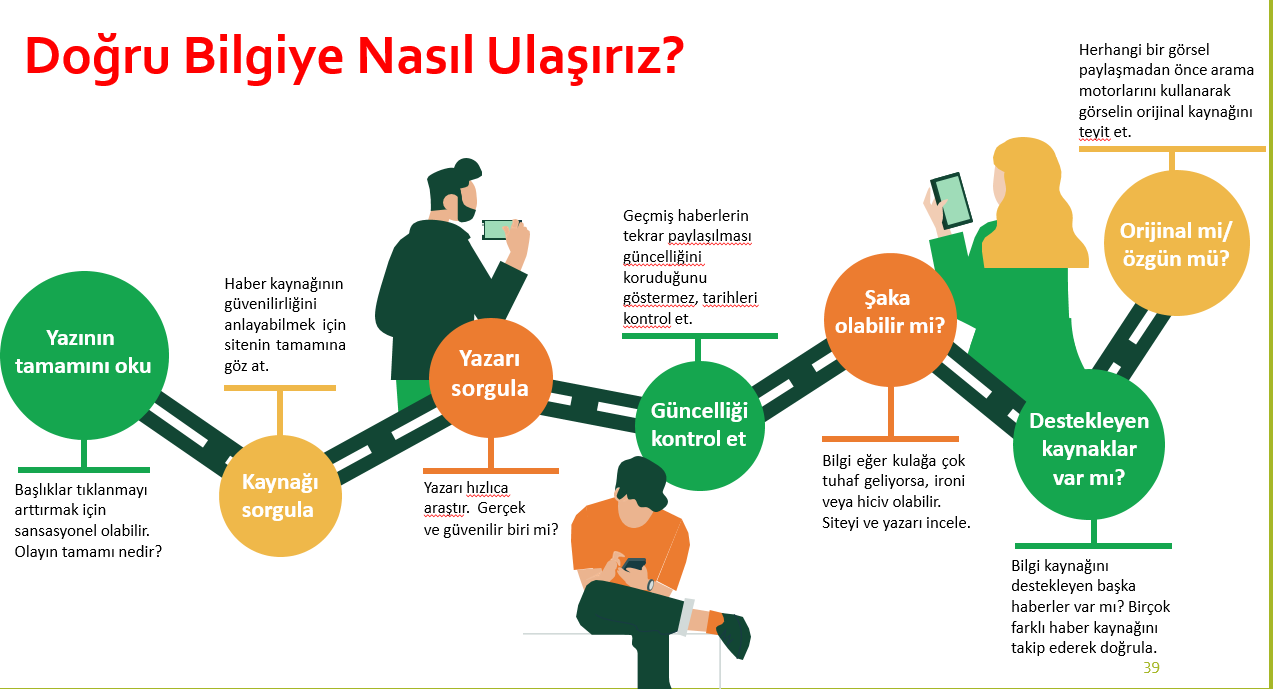 Doğru Bilgiye Nasıl Ulaşırız?
Yazının
tamamını oku
Başlıklar tıklanmayı
arttırmak için
sansasyonel olabilir.
Olayın tamamı nedir?
Haber kaynağının
güvenilirliğini
anlayabilmek için
sitenin tamamına
göz at.
Kaynağı
sorgula
Yazarı
sorgula
Yazarı hızlıca
araştır. Gerçek
ve güvenilir biri mi?
Geçmiş haberlerin
tekrar paylaşılması
güncelliğini
koruduğunu
göstermez, tarihleri
kontrol et.
Güncelliği
kontrol et
Şaka
olabilir mi?
Bilgi eğer kulağa çok
tuhaf geliyorsa, ironi
veya hiciv olabilir.
Siteyi ve yazarı incele.
Destekleyen
kaynaklar
var mı?
Bilgi kaynağını
destekleyen başka
haberler var mı? Birçok
farklı haber kaynağını
takip ederek doğrula.
Herhangi bir görsel
paylaşmadan önce arama
motorlarını kullanarak
görselin orijinal kaynağını
teyit et.
Orijinal mi/
özgün mü?
39